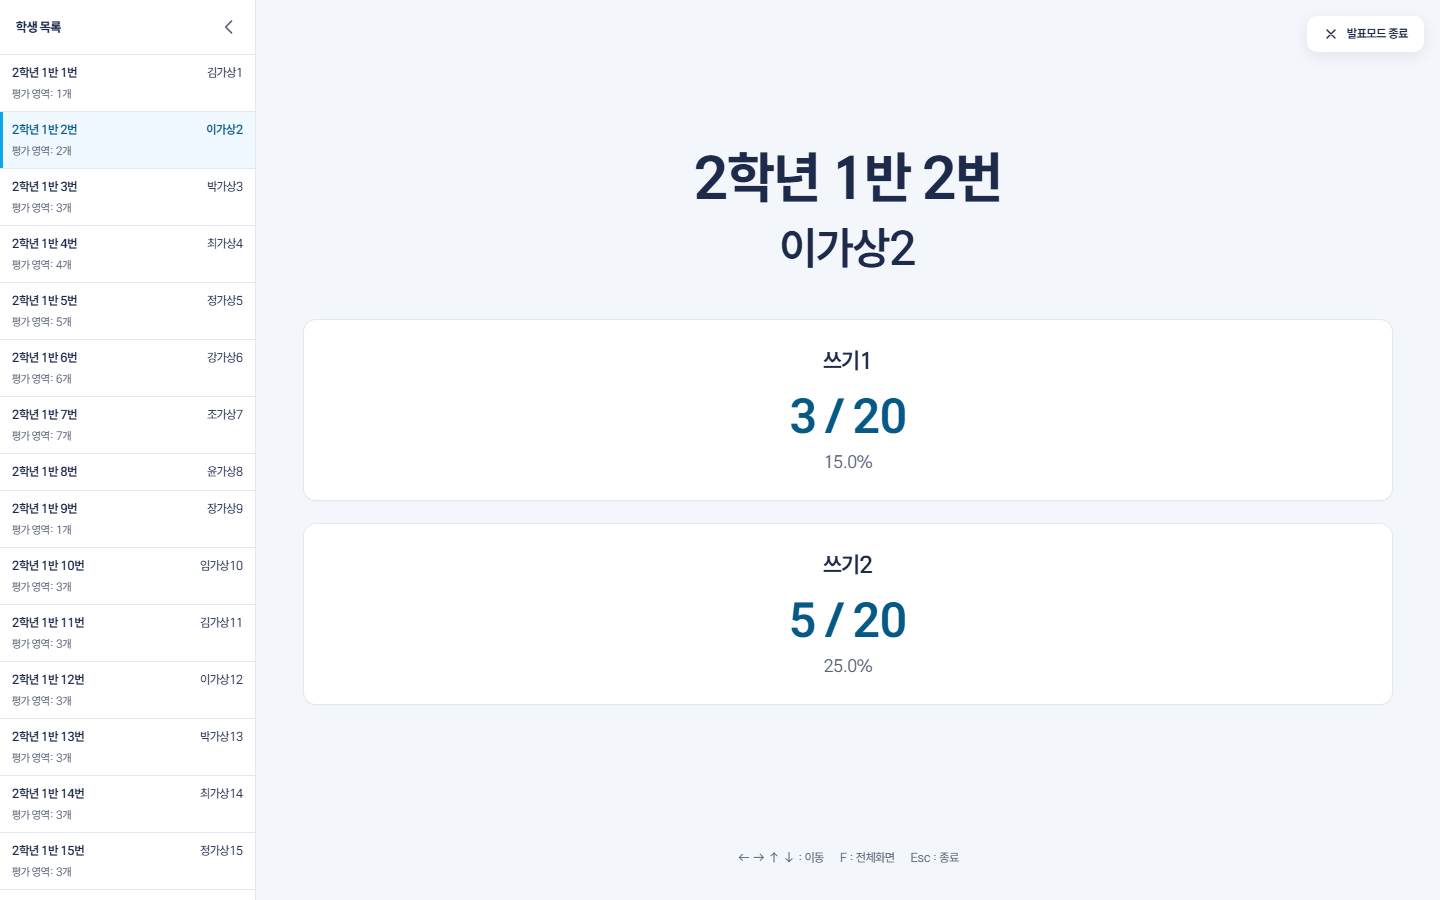 학생 목록
2학년 1반 1번 김가상1
평가 영역: 1개
2학년 1반 2번 이가상2
평가 영역: 2개
2학년 1반 3번 박가상3
평가 영역: 3개
2학년 1반 4번 최가상4
평가 영역: 4개
2학년 1반 5번 정가상5
평가 영역: 5개
2학년 1반 6번 강가상6
평가 영역: 6개
2학년 1반 7번 조가상7
평가 영역: 7개
2학년 1반 8번 윤가상8
2학년 1반 9번 장가상9
평가 영역: 1개
2학년 1반 10번 임가상10
평가 영역: 3개
2학년 1반 11번 김가상11
평가 영역: 3개
2학년 1반 12번 이가상12
평가 영역: 3개
2학년 1반 13번 박가상13
평가 영역: 3개
2학년 1반 14번 최가상14
평가 영역: 3개
2학년 1반 15번 정가상15
평가 영역: 3개
발표모드 종료
2학년 1반 2번
이가상2
쓰기1
3 / 20
15.0%
쓰기2
5 / 20
25.0%
← → ↑ ↓ : 이동 F : 전체화면 Esc : 종료